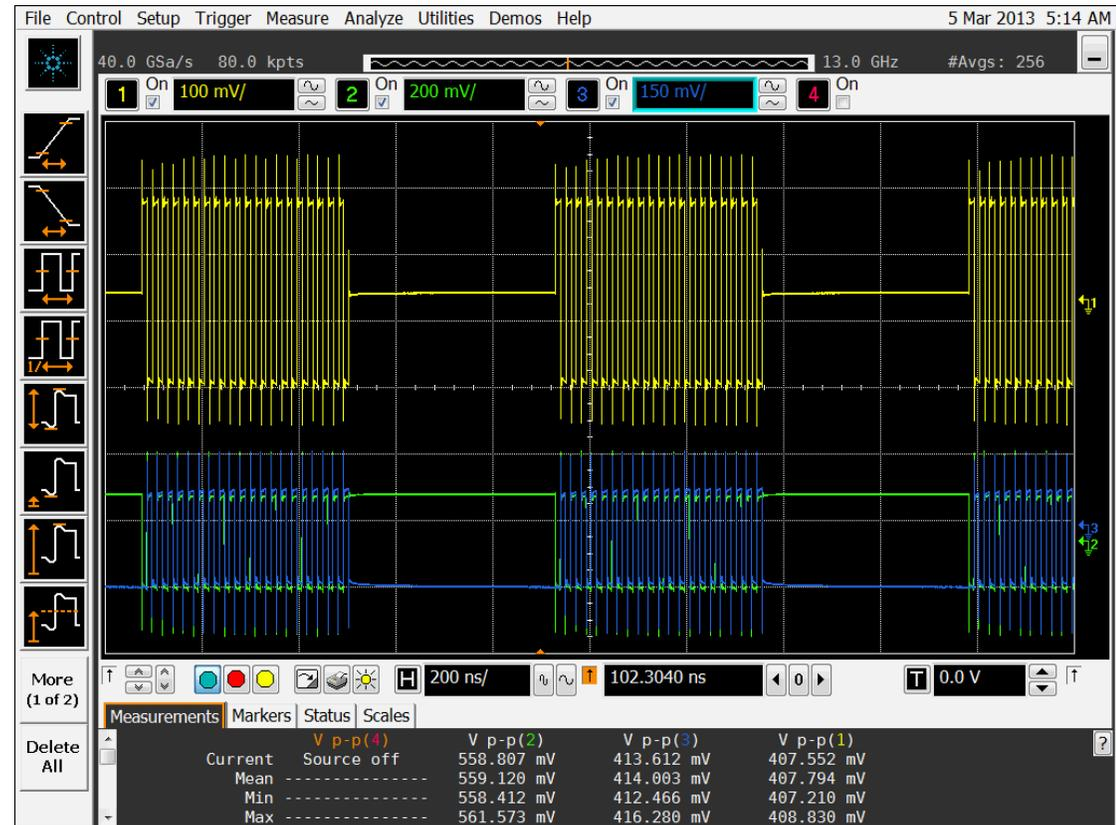 File Control Setup Trigger Measure Analyze Utilities Demos Help 5 Mar 2013 5:14 AM
40.0 GSa/s 80.0 kpts 13.0 GHz #Avgs: 256
1 On 100 mV/ 2 On 200 mV/ 3 On 150 mV/ 4 On
1
3
2
1/
More
(1 of 2)
Delete
All
H 200 ns/ 102.3040 ns 0 T 0.0 V
Measurements Markers Status Scales
V p-p(4) V p-p(2) V p-p(3) V p-p(1) ?
Current Source off 558.807 mV 413.612 mV 407.552 mV
Mean --------------- 559.120 mV 414.003 mV 407.794 mV
Min --------------- 558.412 mV 412.466 mV 407.210 mV
Max --------------- 561.573 mV 416.280 mV 408.830 mV